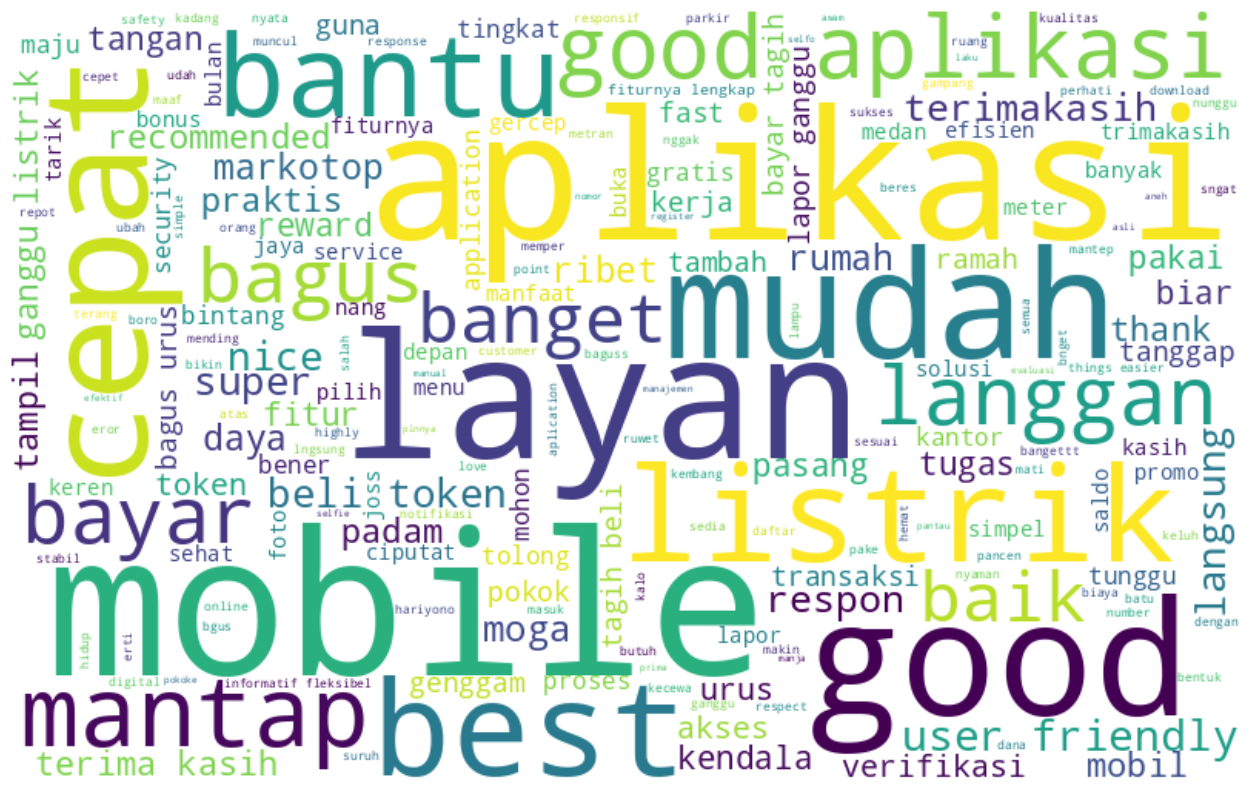 safety
kadang
nyata
guna
tingkat
responsif
parkir
awam
kualitas
maju
tangan
muncul
response
bantu
good aplikasi
selfo
ruang
laku
cepet
udah
bulan
fiturnya lengkap
bayar tagih
gampang
perhati
download
nunggu
cepat
maaf
bonus
recommended
fiturnya
gercep
metran
fast
lapor ganggu
sukses
terimakasih
medan
efisien
trimakasih
ganggu listrik
tarik
markotop
aplikasi
application
nggak
gratis
buka
kerja
beres
banyak
aneh
sngat
repot
ubah
security
simple
praktis
orang
reward
nomor
register
meter
asli
jaya
service
memper
point
ribet
tambah
rumah
ramah
mantep
pakai
bagus
manfaat
nang
banget
mudah
lampu
semua
biar
terang
boro
bintang
mending
bikin
nice
salah
depan
customer
baguss
bnget
thank
tanggap
tampil
bagus urus
super
pilih
manual
menu
layan
manajemen
solusi
evaluasi
things easier
efektif
atas
fitur
pinnya
langgan
eror
daya
highly
lngsung
aplication
ruwet
sesuai
kantor
bangettt
kasih
bener
love
keren
token
beli token
joss
mohon
kembang
pasang
tugas
mati
promo
saldo
langsung
bayar
foto
selfie
notifikasi
padam
tagih beli
listrik
sedia
daftar
hemat
pantau
simpel
keluh
stabil
sehat
ciputat
tolong
pake
pancen
mobile
online
bgus
hariyono
pokok
masuk
kalo
transaksi
nyaman
tunggu
biaya
batu
number
dengan
respon
baik
hidup
erti
moga
butuh
lapor
makin
manja
good
digital
pokoke
informatif fleksibel
genggam
proses
prima
kecewa
urus
bentuk
mantap
best
ganggu
respect
akses
user friendly
dana
terima kasih
suruh
kendala
verifikasi
mobil